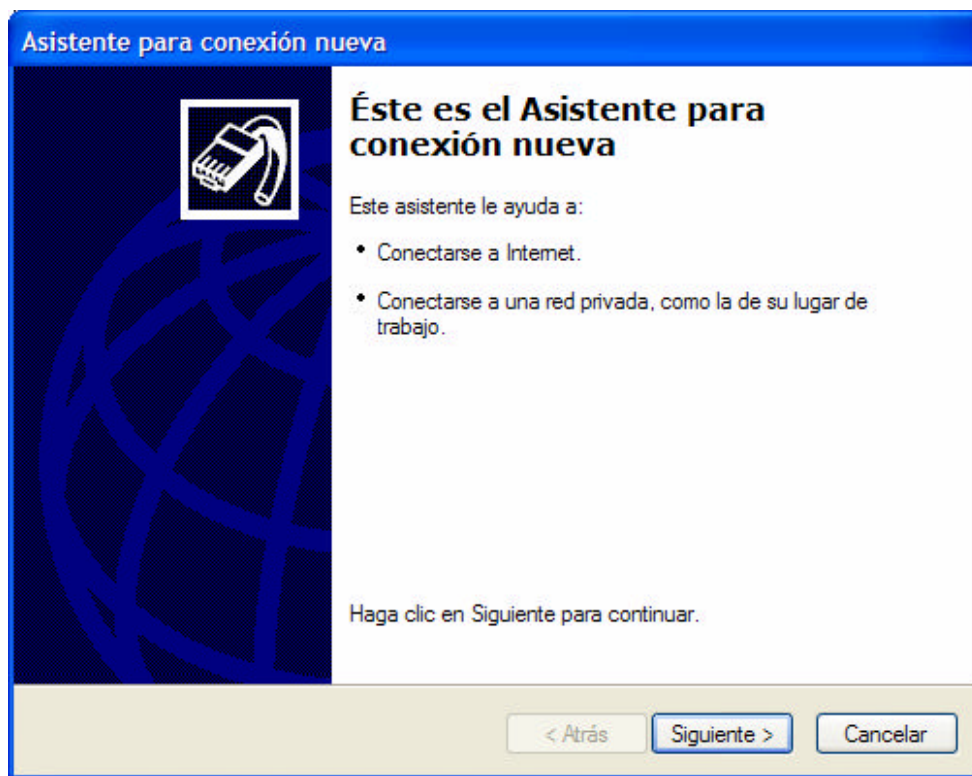 Asistente para conexión nueva
Éste es el Asistente para
conexión nueva
Este asistente le ayuda a:
• Conectarse a Internet.
• Conectarse a una red privada, como la de su lugar de
trabajo.
Haga clic en Siguiente para continuar.
< Atrás Siguiente > Cancelar